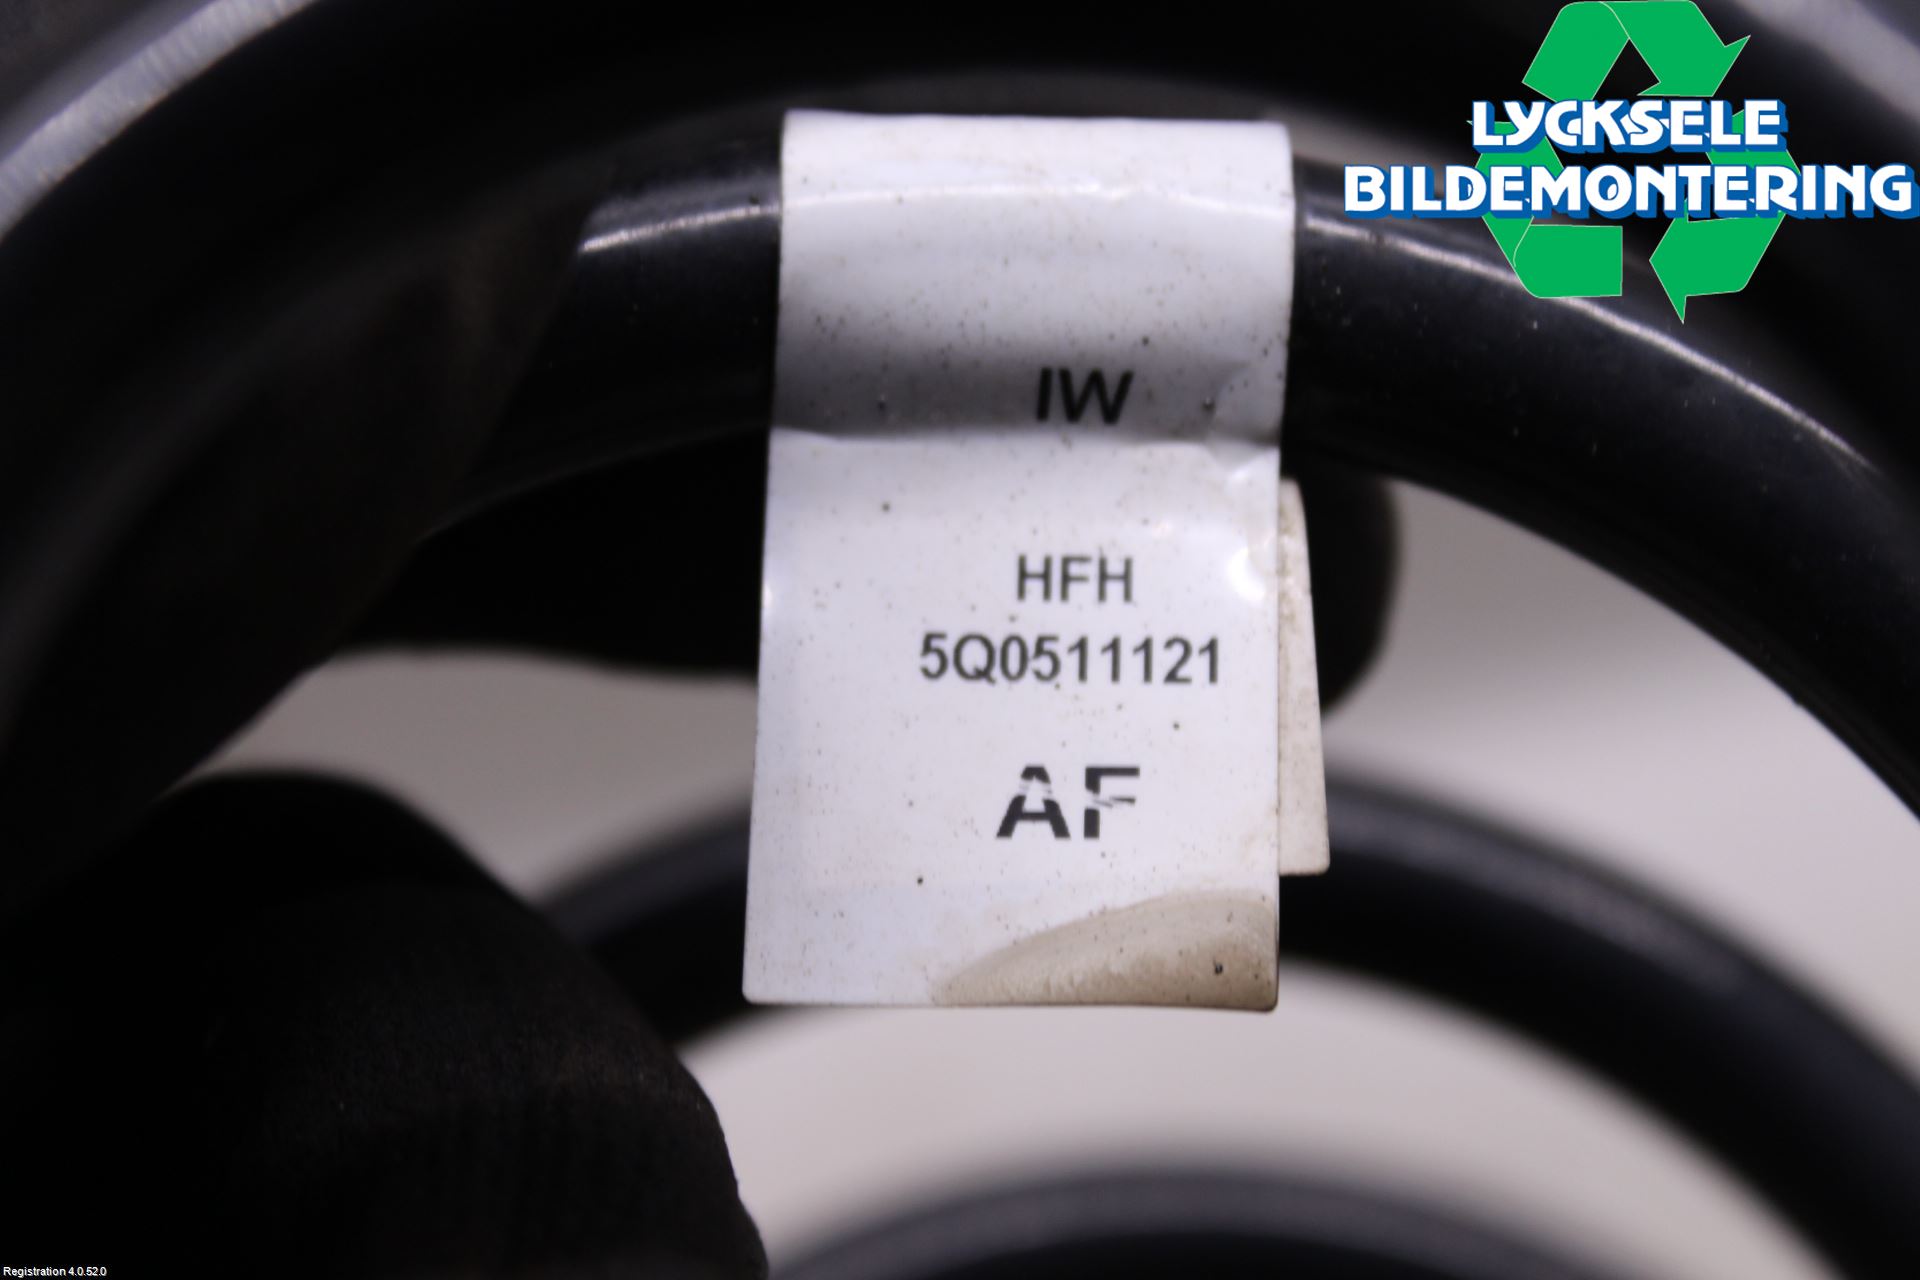 LYCKSELE
BILDEMONTERING
IW
HFH
5Q0511121
AF
Registration 4.0.52.0